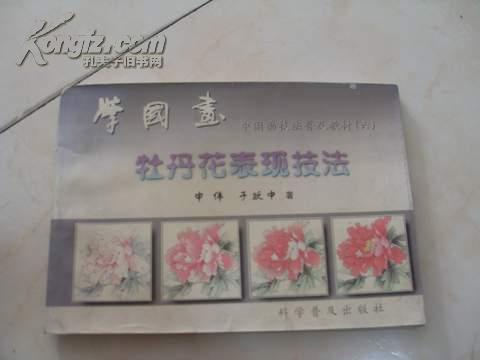 Kongfz.com
孔夫子旧书网
学國畫
中国画技法普及教材(六)
牡丹花表现技法
申伟 于跃中 著
科学普及出版社